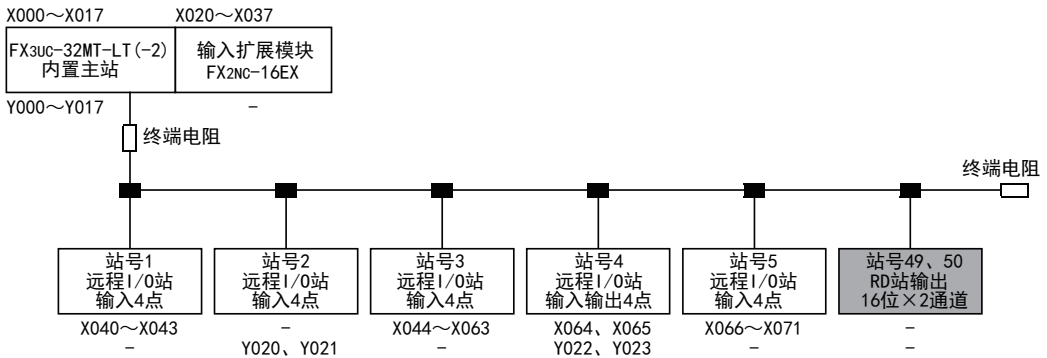 X000～X017
X020～X037
FX3UC-32MT-LT(-2)
内置主站
输入扩展模块
FX2NC-16EX
Y000～Y017
-
终端电阻
终端电阻
站号1
远程I/O站
输入4点
站号2
远程I/O站
输入4点
站号3
远程I/O站
输入4点
站号4
远程I/O站
输入输出4点
站号5
远程I/O站
输入4点
站号49、50
RD站输出
16位×2通道
X040～X043
-
-
Y020、Y021
X044～X063
-
X064、X065
Y022、Y023
X066～X071
-
-
-